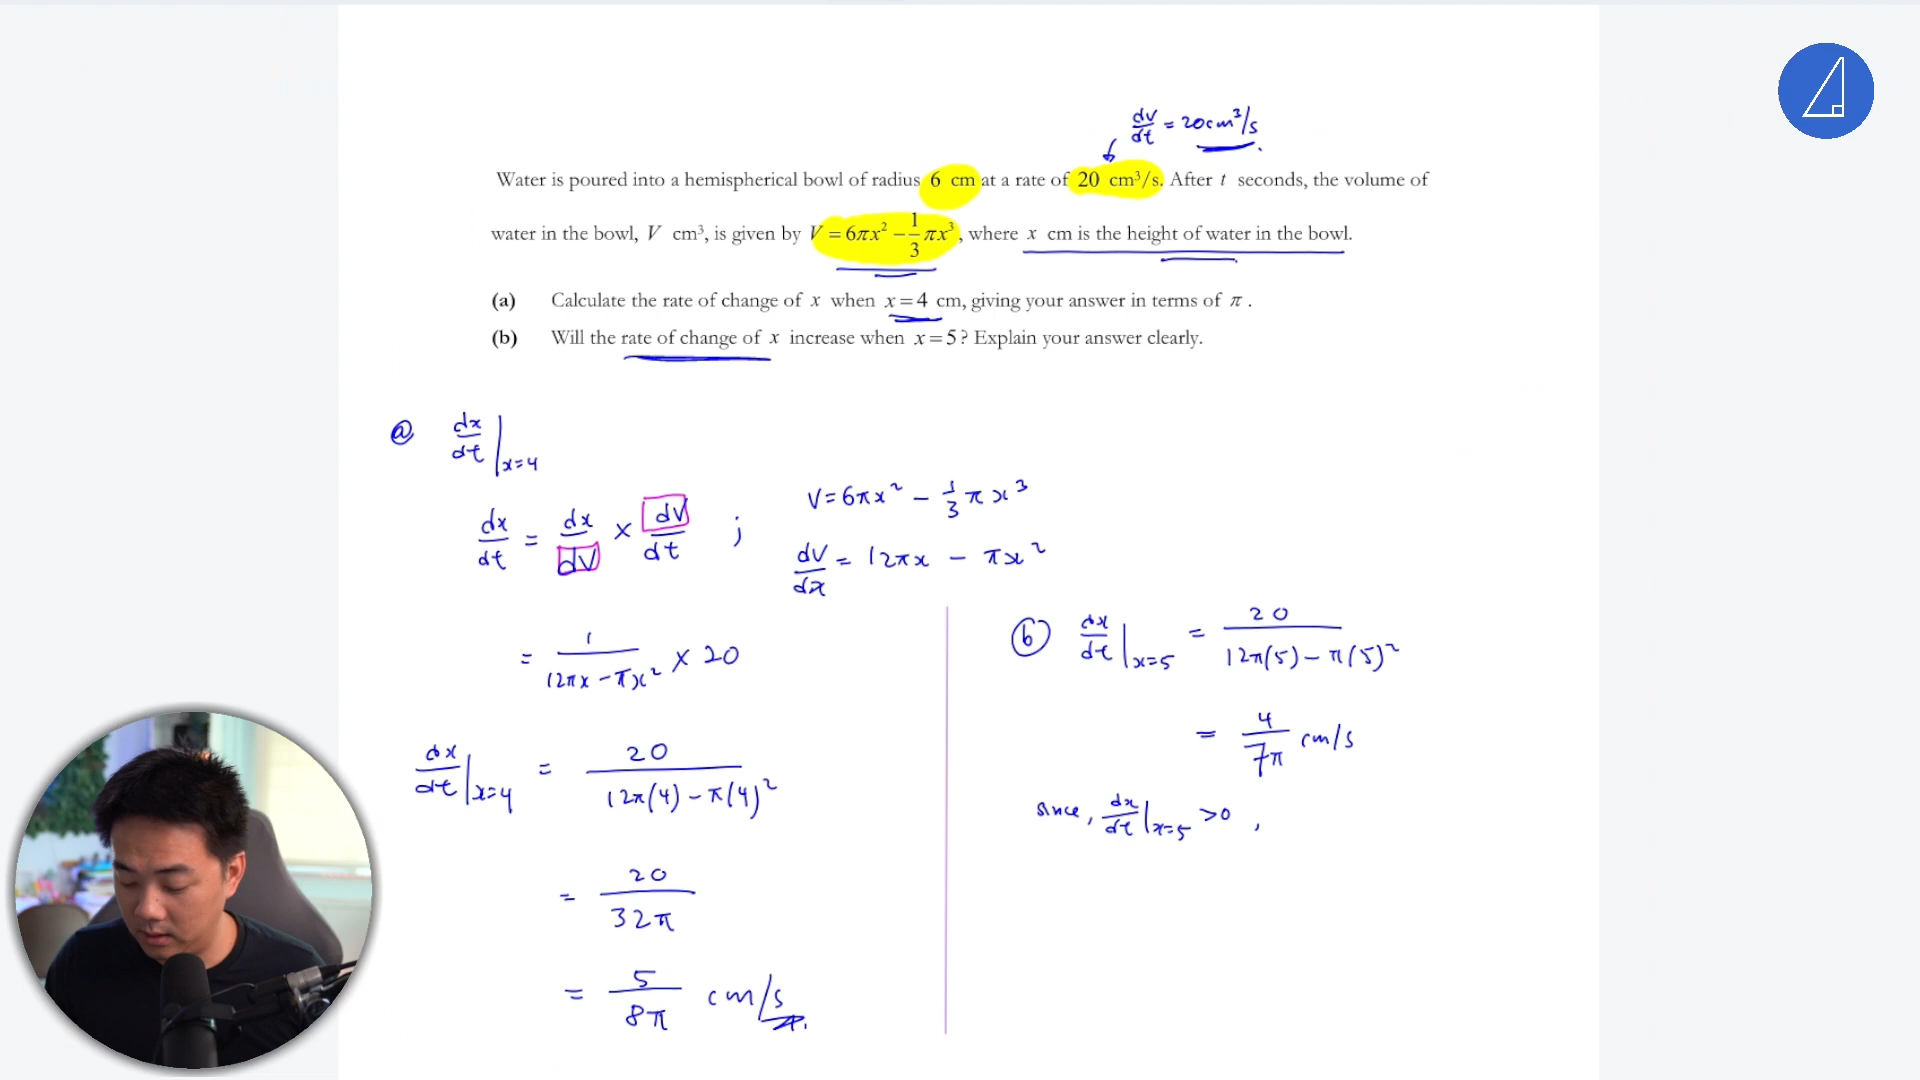 dv/dt = 20cm³/s.
Water is poured into a hemispherical bowl of radius 6 cm at a rate of 20 cm³/s. After t seconds, the volume of
water in the bowl, V cm³, is given by V = 6πx² − 1/3 πx³, where x cm is the height of water in the bowl.
(a) Calculate the rate of change of x when x = 4 cm, giving your answer in terms of π.
(b) Will the rate of change of x increase when x = 5? Explain your answer clearly.
ⓐ dx/dt |x=4
dx/dt = dx/dV × dV/dt ;
= 1/(12πx − πx²) × 20
dx/dt |x=4 = 20/(12π(4) − π(4)²)
= 20/32π
= 5/8π cm/s
V = 6πx² − 1/3 πx³
dV/dx = 12πx − πx²
ⓑ dx/dt |x=5 = 20/(12π(5) − π(5)²)
= 4/7π cm/s
since, dx/dt |x=5 >0 ,